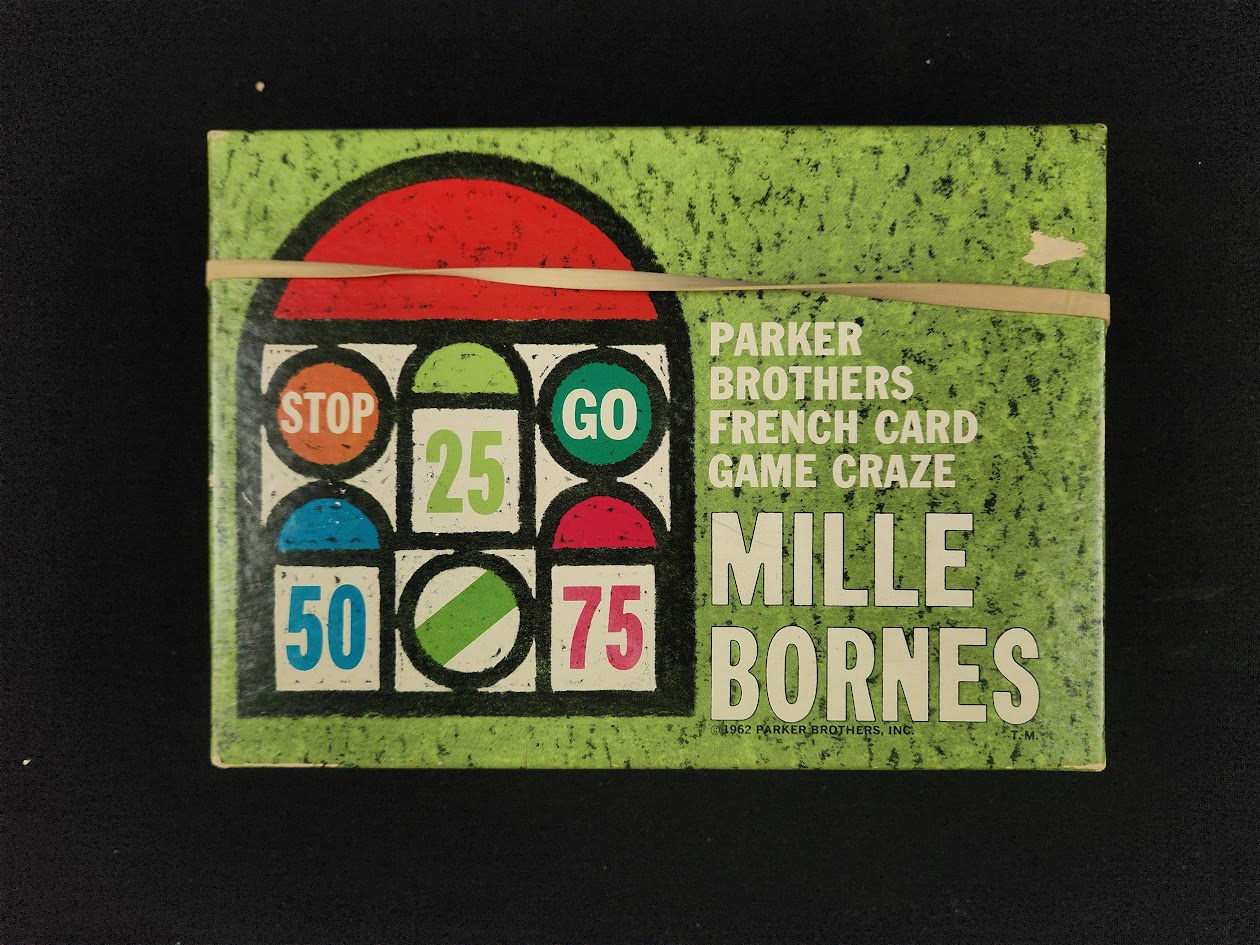 STOP
25
GO
50
75
PARKER
BROTHERS
FRENCH CARD
GAME CRAZE
MILLE
BORNES
©1962 PARKER BROTHERS, INC.
T.M.